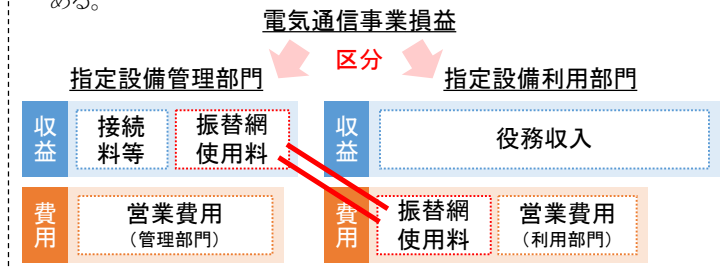 ある。
電気通信事業損益
区分
指定設備管理部門
指定設備利用部門
収益
接続料等
振替網使用料
収益
役務収入
費用
営業費用
（管理部門）
費用
振替網使用料
営業費用
（利用部門）